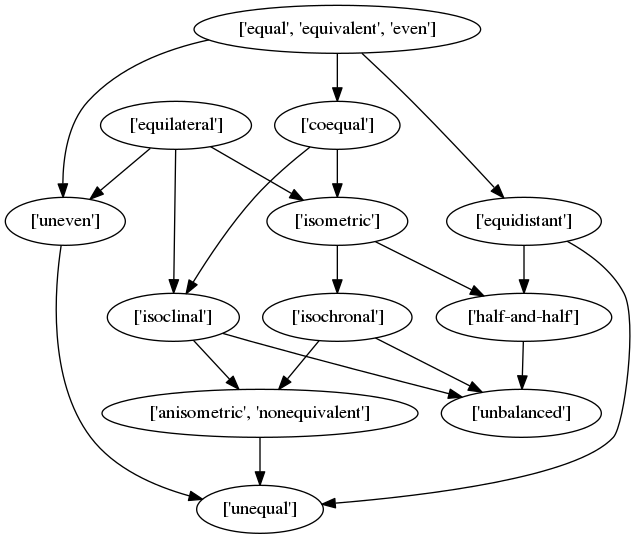 ['equal', 'equivalent', 'even']
['equilateral']
['coequal']
['uneven']
['isometric']
['equidistant']
['isoclinal']
['isochronal']
['half-and-half']
['anisometric', 'nonequivalent']
['unbalanced']
['unequal']